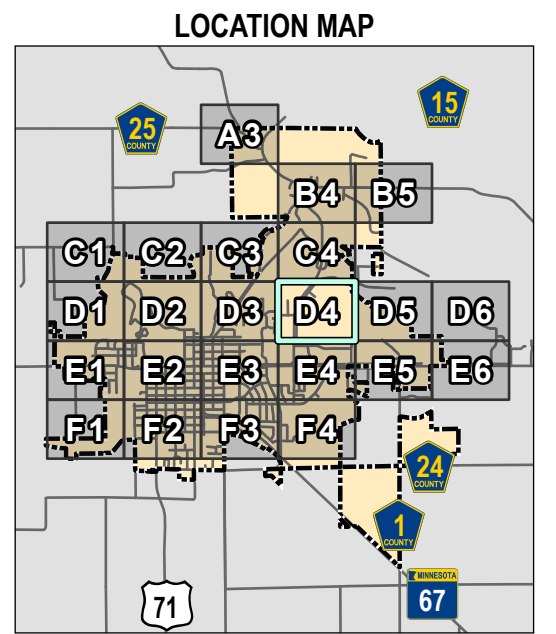 LOCATION MAP
15
COUNTY
25
COUNTY
A3
B4 B5
C1 C2 C3 C4
D1 D2 D3 D4 D5 D6
E1 E2 E3 E4 E5 E6
F1 F2 F3 F4
24
COUNTY
1
COUNTY
MINNESOTA
67
71